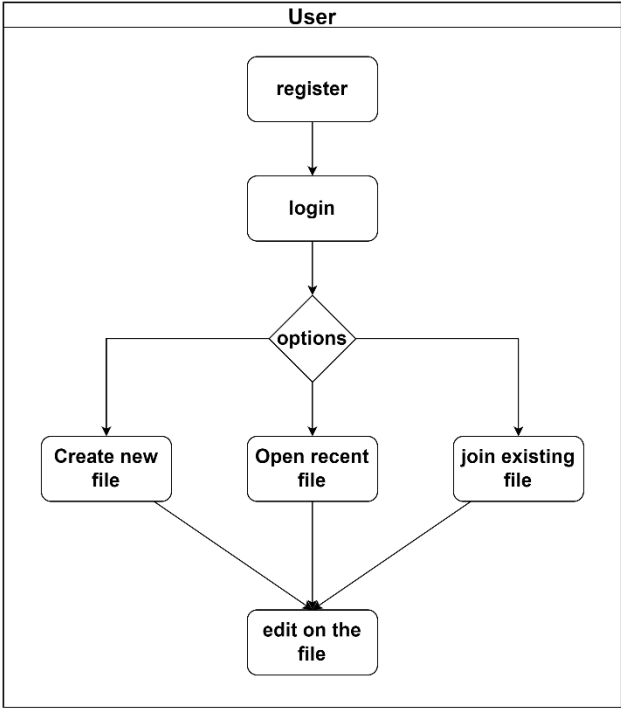 User
register
login
options
Create new
file
Open recent
file
join existing
file
edit on the
file